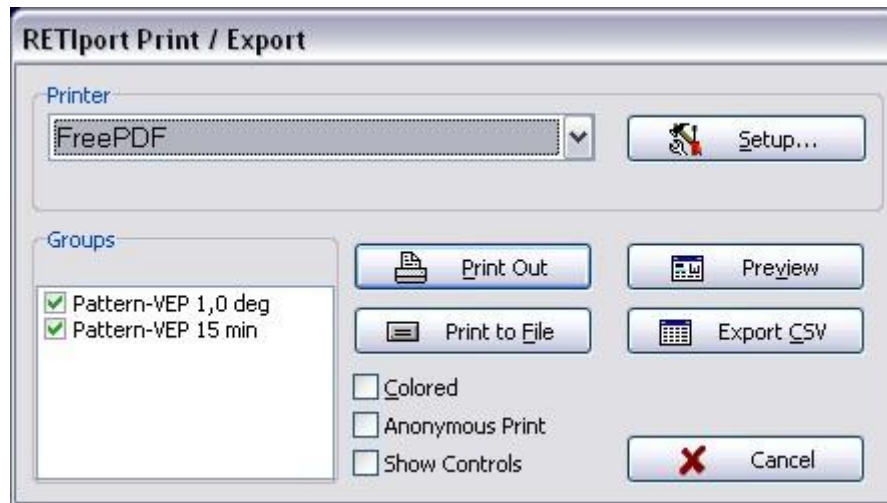 RETIport Print / Export
Printer
FreePDF
Setup...
Groups
Pattern-VEP 1,0 deg
Pattern-VEP 15 min
Print Out
Preview
Print to File
Export CSV
Colored
Anonymous Print
Show Controls
Cancel